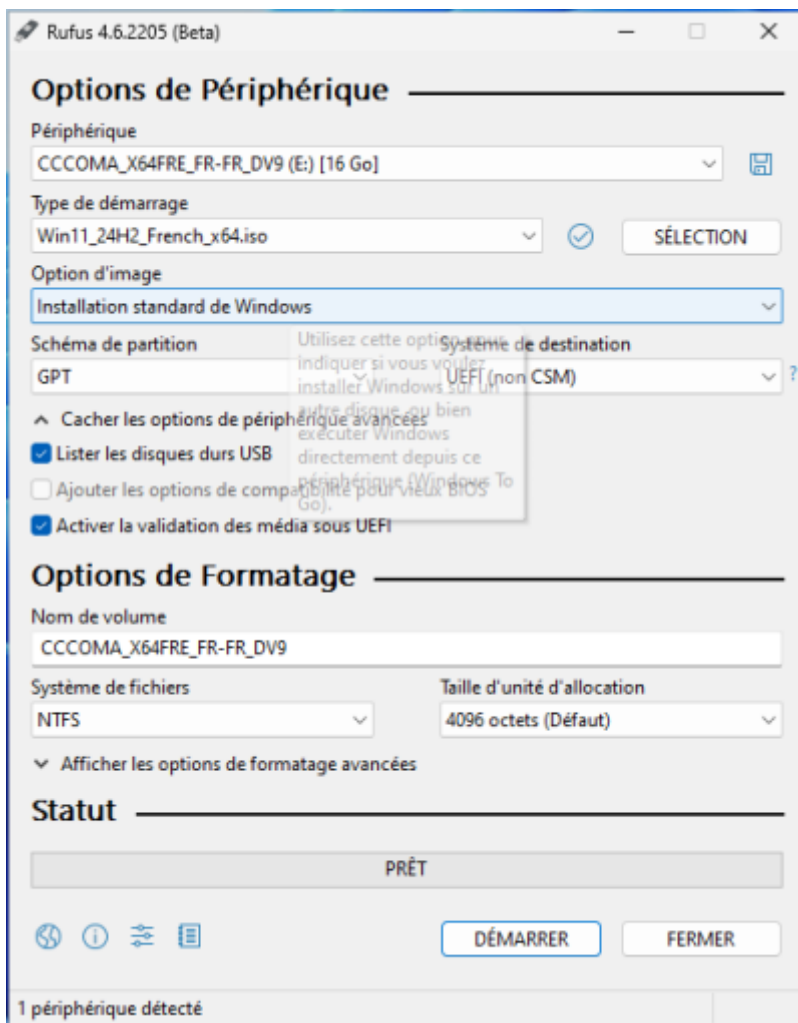 Rufus 4.6.2205 (Beta)
Options de Périphérique
Périphérique
CCCOMA_X64FRE_FR-FR_DV9 (E:) [16 Go]
Type de démarrage
Win11_24H2_French_x64.iso
SÉLECTION
Option d'image
Installation standard de Windows
Schéma de partition
Système de destination
GPT
UEFI (non CSM)
?
Utilisez cette option pour
indiquer si vous voulez
installer Windows sur un
autre disque, ou bien
exécuter Windows
directement depuis ce
périphérique (Windows To
Go).
Cacher les options de périphérique avancées
Lister les disques durs USB
Ajouter les options de compatibilité pour vieux BIOS
Activer la validation des média sous UEFI
Options de Formatage
Nom de volume
CCCOMA_X64FRE_FR-FR_DV9
Système de fichiers
Taille d'unité d'allocation
NTFS
4096 octets (Défaut)
Afficher les options de formatage avancées
Statut
PRÊT
DÉMARRER
FERMER
1 périphérique détecté